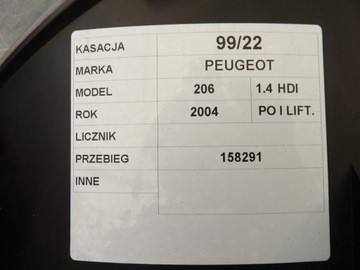 KASACJA 99/22
MARKA PEUGEOT
MODEL 206 1.4 HDI
ROK 2004 PO I LIFT.
LICZNIK
PRZEBIEG 158291
INNE